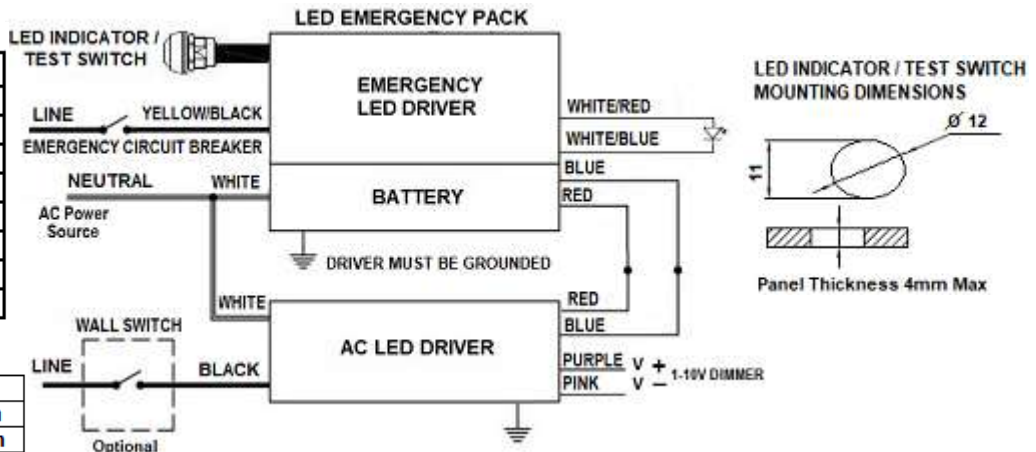 LED EMERGENCY PACK
LED INDICATOR /
TEST SWITCH
EMERGENCY
LED DRIVER
LINE
YELLOW/BLACK
EMERGENCY CIRCUIT BREAKER
WHITE/RED
WHITE/BLUE
NEUTRAL
WHITE
AC Power
Source
BATTERY
BLUE
RED
DRIVER MUST BE GROUNDED
WHITE
WALL SWITCH
LINE
BLACK
Optional
AC LED DRIVER
RED
BLUE
PURPLE V +
PINK V –
1-10V DIMMER
LED INDICATOR / TEST SWITCH
MOUNTING DIMENSIONS
Ø 12
11
Panel Thickness 4mm Max